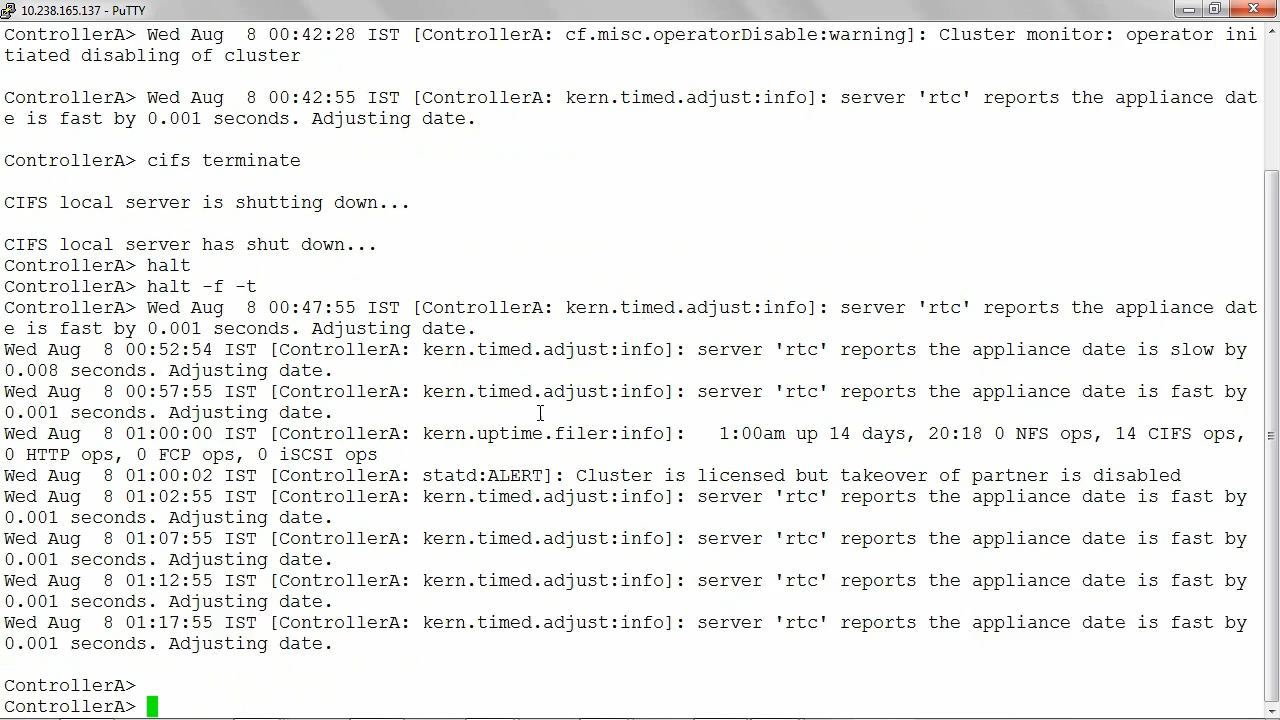 10.238.165.137 - PuTTY
ControllerA> Wed Aug  8 00:42:28 IST [ControllerA: cf.misc.operatorDisable:warning]: Cluster monitor: operator ini
tiated disabling of cluster
ControllerA> Wed Aug  8 00:42:55 IST [ControllerA: kern.timed.adjust:info]: server 'rtc' reports the appliance dat
e is fast by 0.001 seconds. Adjusting date.
ControllerA> cifs terminate
CIFS local server is shutting down...
CIFS local server has shut down...
ControllerA> halt
ControllerA> halt -f -t
ControllerA> Wed Aug  8 00:47:55 IST [ControllerA: kern.timed.adjust:info]: server 'rtc' reports the appliance dat
e is fast by 0.001 seconds. Adjusting date.
Wed Aug  8 00:52:54 IST [ControllerA: kern.timed.adjust:info]: server 'rtc' reports the appliance date is slow by
0.008 seconds. Adjusting date.
Wed Aug  8 00:57:55 IST [ControllerA: kern.timed.adjust:info]: server 'rtc' reports the appliance date is fast by
0.001 seconds. Adjusting date.
Wed Aug  8 01:00:00 IST [ControllerA: kern.uptime.filer:info]:   1:00am up 14 days, 20:18 0 NFS ops, 14 CIFS ops,
0 HTTP ops, 0 FCP ops, 0 iSCSI ops
Wed Aug  8 01:00:02 IST [ControllerA: statd:ALERT]: Cluster is licensed but takeover of partner is disabled
Wed Aug  8 01:02:55 IST [ControllerA: kern.timed.adjust:info]: server 'rtc' reports the appliance date is fast by
0.001 seconds. Adjusting date.
Wed Aug  8 01:07:55 IST [ControllerA: kern.timed.adjust:info]: server 'rtc' reports the appliance date is fast by
0.001 seconds. Adjusting date.
Wed Aug  8 01:12:55 IST [ControllerA: kern.timed.adjust:info]: server 'rtc' reports the appliance date is fast by
0.001 seconds. Adjusting date.
Wed Aug  8 01:17:55 IST [ControllerA: kern.timed.adjust:info]: server 'rtc' reports the appliance date is fast by
0.001 seconds. Adjusting date.
ControllerA>
ControllerA>